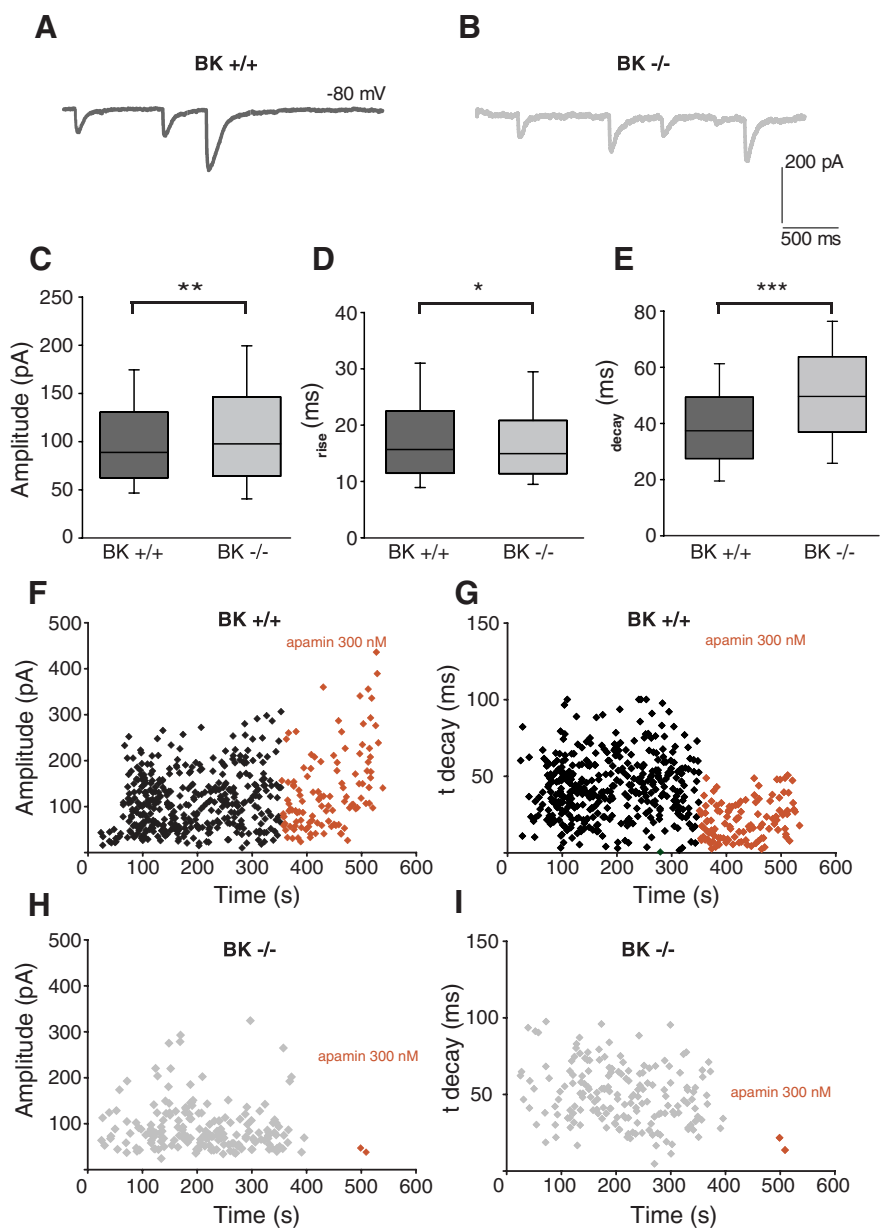 A
B
BK +/+
BK -/-
-80 mV
200 pA
500 ms
C
D
E
**
*
***
250
200
150
100
50
0
Amplitude (pA)
BK +/+
BK -/-
40
30
20
10
0
rise (ms)
BK +/+
BK -/-
80
60
40
20
0
decay (ms)
BK +/+
BK -/-
F
G
BK +/+
apamin 300 nM
500
400
300
200
100
Amplitude (pA)
0 100 200 300 400 500 600
Time (s)
BK +/+
apamin 300 nM
150
100
50
t decay (ms)
0 100 200 300 400 500 600
Time (s)
H
I
BK -/-
apamin 300 nM
500
400
300
200
100
Amplitude (pA)
0 100 200 300 400 500 600
Time (s)
BK -/-
apamin 300 nM
150
100
50
t decay (ms)
0 100 200 300 400 500 600
Time (s)